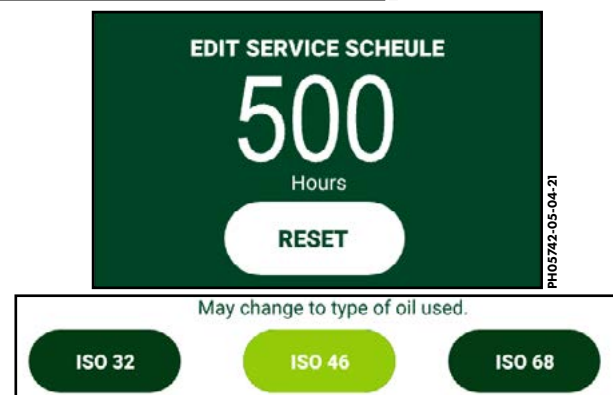 EDIT SERVICE SCHEULE
500
Hours
RESET
PH05742-05-04-21
May change to type of oil used.
ISO 32
ISO 46
ISO 68